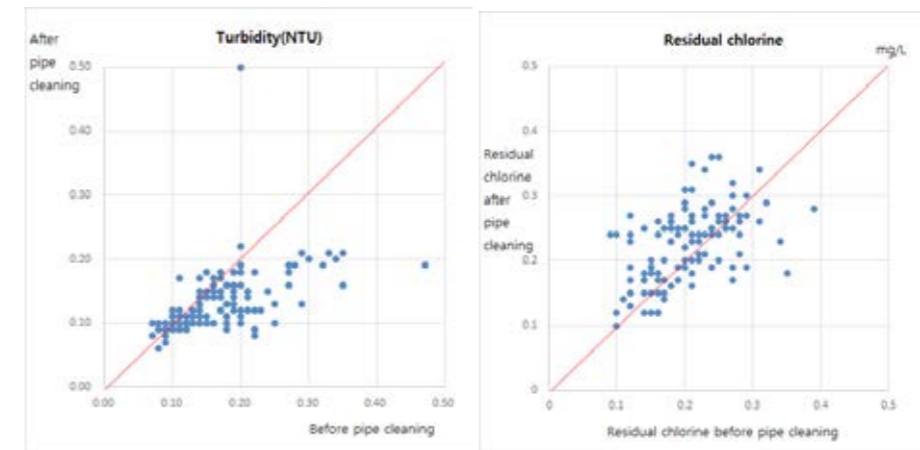 Turbidity(NTU)
After
pipe
cleaning
0.50
0.40
0.30
0.20
0.10
0.00
0.00 0.10 0.20 0.30 0.40 0.50
Before pipe cleaning
Residual chlorine
mg/L
0.5
0.4
Residual
chlorine
after
pipe
cleaning
0.3
0.2
0.1
0
0 0.1 0.2 0.3 0.4 0.5
Residual chlorine before pipe cleaning